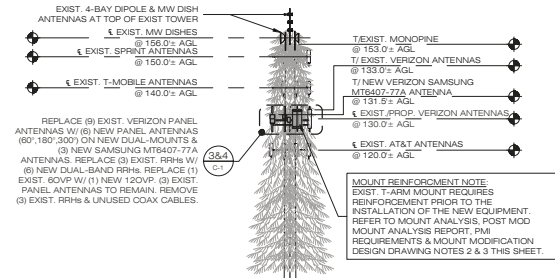 EXIST. 4-BAY DIPOLE & MW DISH
ANTENNAS AT TOP OF EXIST TOWER
℄ EXIST. MW DISHES
@ 156.0'± AGL
℄ EXIST. SPRINT ANTENNAS
@ 150.0'± AGL
℄ EXIST. T-MOBILE ANTENNAS
@ 140.0'± AGL
REPLACE (9) EXIST. VERIZON PANEL
ANTENNAS W/ (6) NEW PANEL ANTENNAS
(60°,180°,300°) ON NEW DUAL-MOUNTS &
(3) NEW SAMSUNG MT6407-77A
ANTENNAS. REPLACE (3) EXIST. RRHs W/
(6) NEW DUAL-BAND RRHs. REPLACE (1)
EXIST. 6OVP W/ (1) NEW 12OVP. (3) EXIST.
PANEL ANTENNAS TO REMAIN. REMOVE
(3) EXIST. RRHs & UNUSED COAX CABLES.
3&4
C-1
T/EXIST. MONOPINE
@ 153.0'± AGL
T/ EXIST. VERIZON ANTENNAS
@ 133.0'± AGL
T/ NEW VERIZON SAMSUNG
MT6407-77A ANTENNA
@ 131.5'± AGL
℄ EXIST./PROP. VERIZON ANTENNAS
@ 130.0'± AGL
℄ EXIST. AT&T ANTENNAS
@ 120.0'± AGL
MOUNT REINFORCEMENT NOTE:
EXIST. T-ARM MOUNT REQUIRES
REINFORCEMENT PRIOR TO THE
INSTALLATION OF THE NEW EQUIPMENT.
REFER TO MOUNT ANALYSIS, POST MOD
MOUNT ANALYSIS REPORT, PMI
REQUIREMENTS & MOUNT MODIFICATION
DESIGN DRAWING NOTES 2 & 3 THIS SHEET.